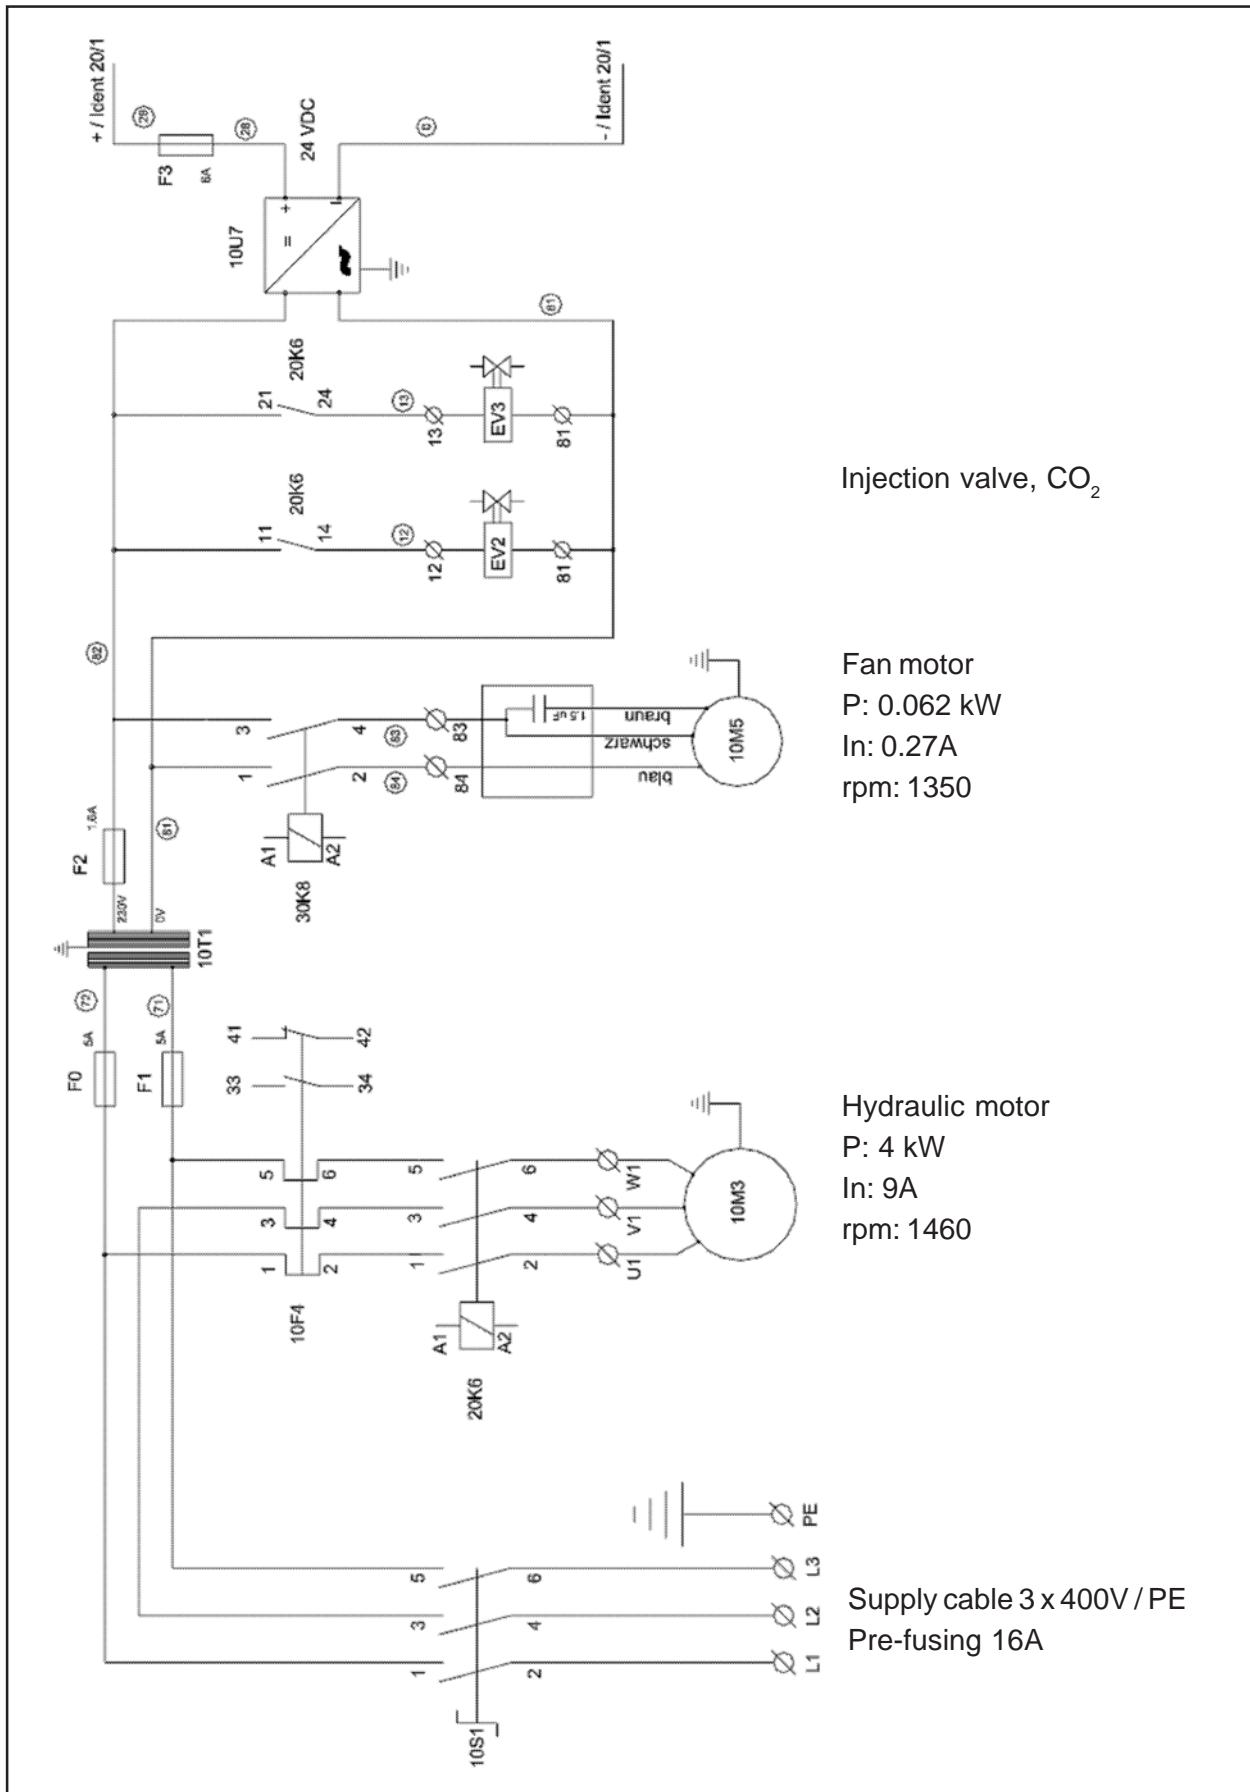 + / Ident 20/1
28
F3
6A
28
24 VDC
0
- / Ident 20/1
10U7
+
=
81
20K6
21
24
13
13
EV3
81
20K6
11
14
12
12
EV2
81
Injection valve, CO₂
82
3
4
83
83
1
2
84
84
1.5 uF
braun
schwarz
blau
10M5
Fan motor
P: 0.062 kW
In: 0.27A
rpm: 1350
A1
A2
30K8
F2
1.6A
81
230V
0V
10T1
72
71
F0
5A
F1
5A
41
42
33
34
5
6
3
4
1
2
10F4
5
6
3
4
1
2
W1
V1
U1
10M3
Hydraulic motor
P: 4 kW
In: 9A
rpm: 1460
A1
A2
20K6
5
6
3
4
1
2
10S1
PE
L3
L2
L1
Supply cable 3 x 400V / PE
Pre-fusing 16A